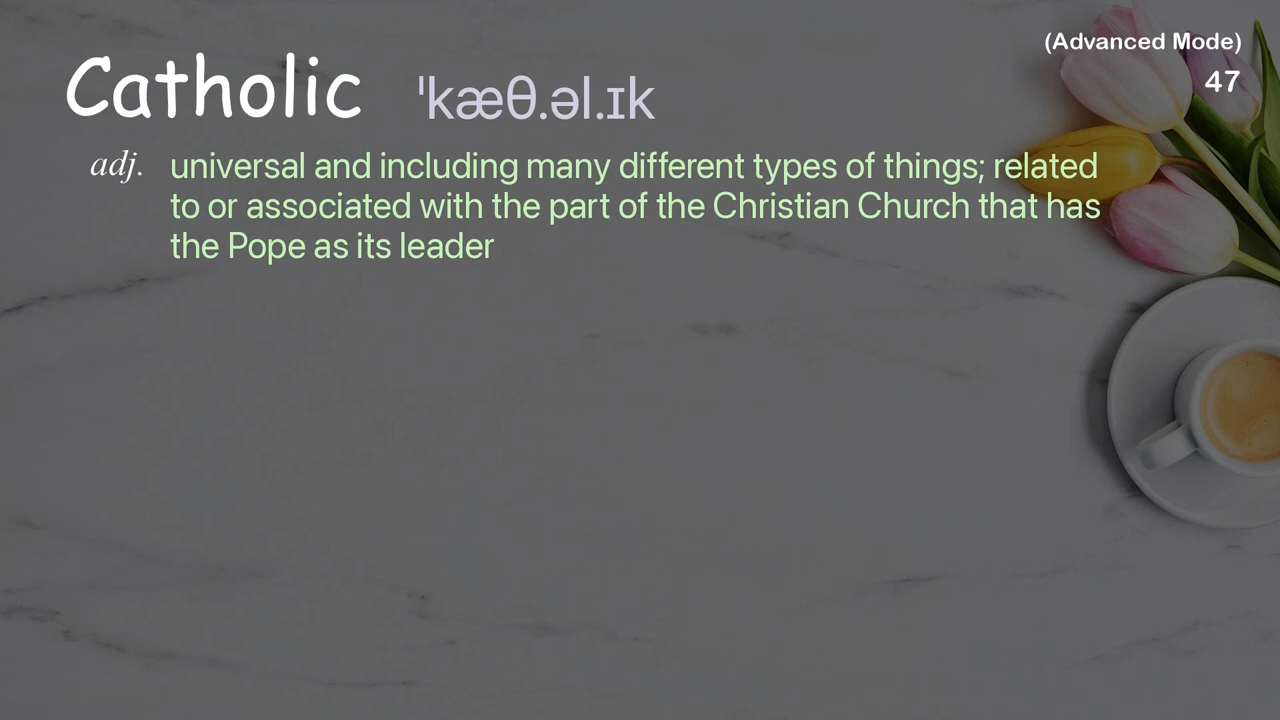 (Advanced Mode)
47
Catholic ˈkæθ.əl.ɪk
adj. universal and including many different types of things; related
to or associated with the part of the Christian Church that has
the Pope as its leader